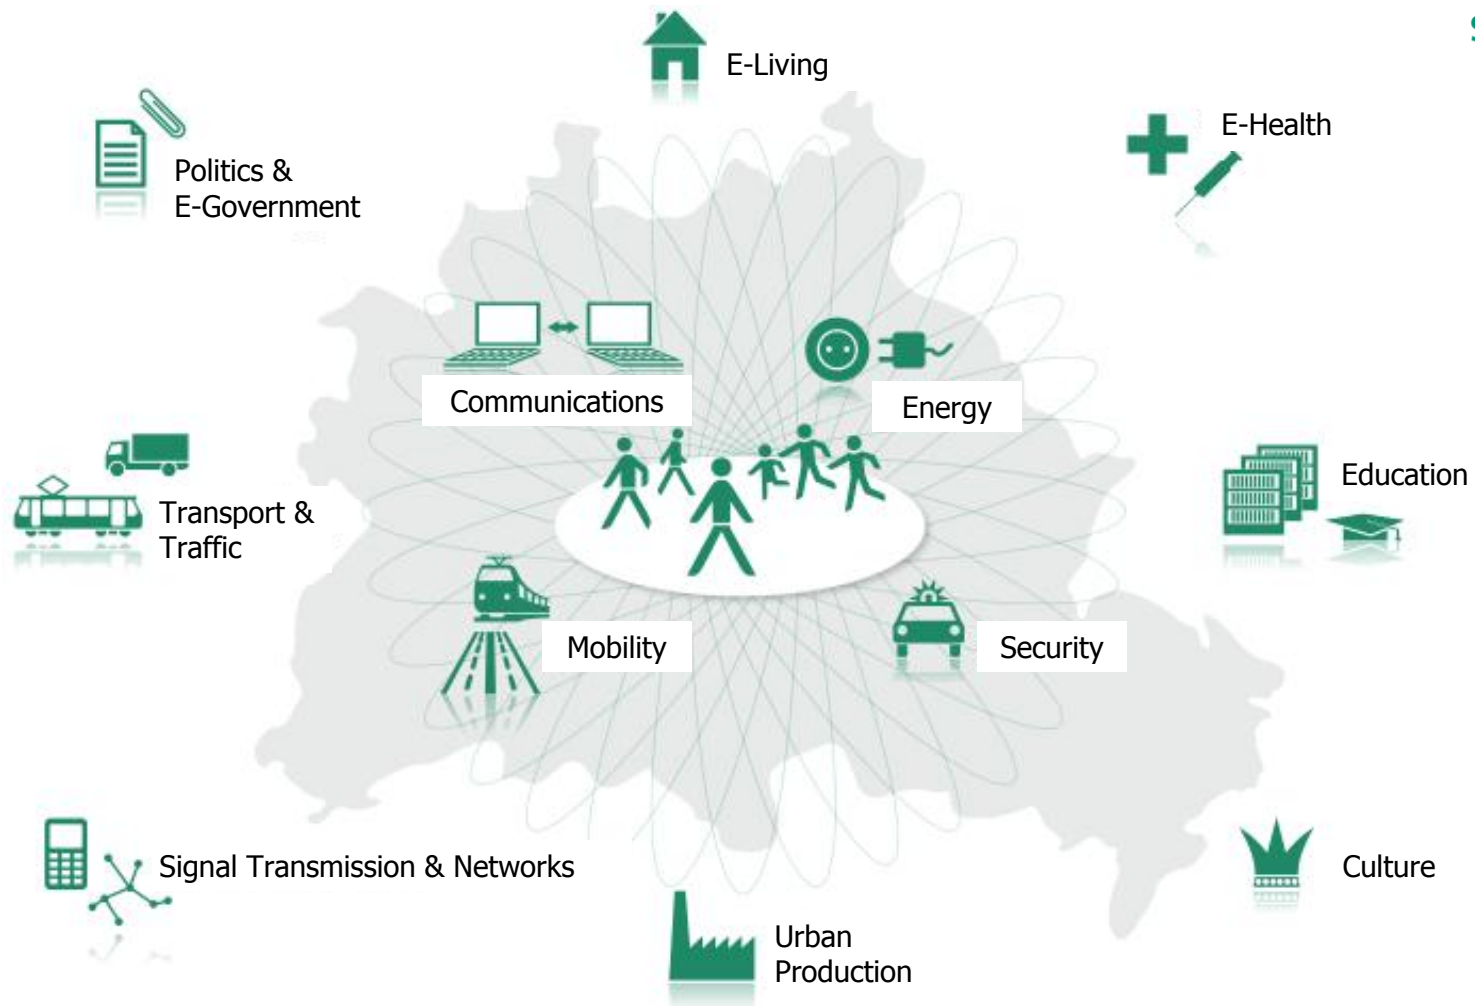 E-Living
E-Health
Politics &
E-Government
Communications
Energy
Education
Transport &
Traffic
Mobility
Security
Signal Transmission & Networks
Culture
Urban
Production